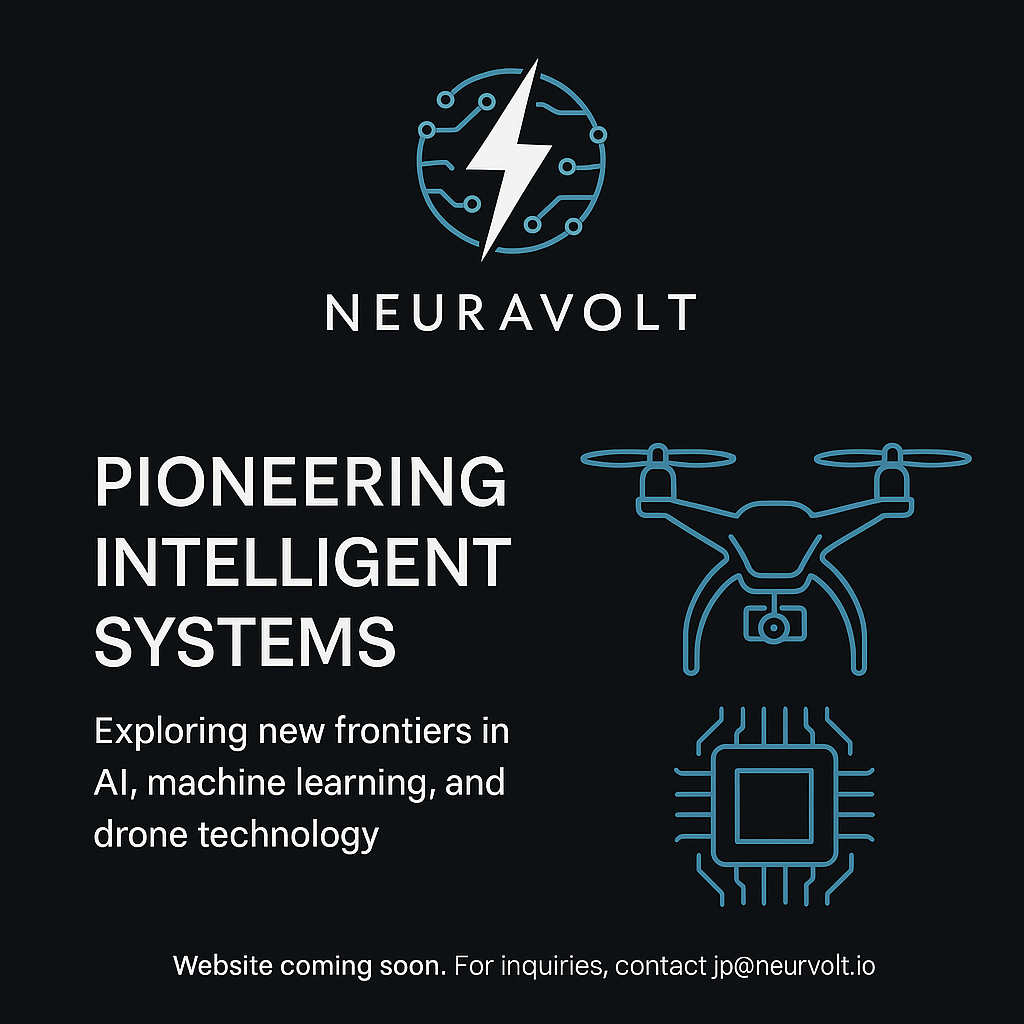 NEURAVOLT
PIONEERING
INTELLIGENT
SYSTEMS
Exploring new frontiers in
AI, machine learning, and
drone technology
Website coming soon. For inquiries, contact jp@neurvolt.io